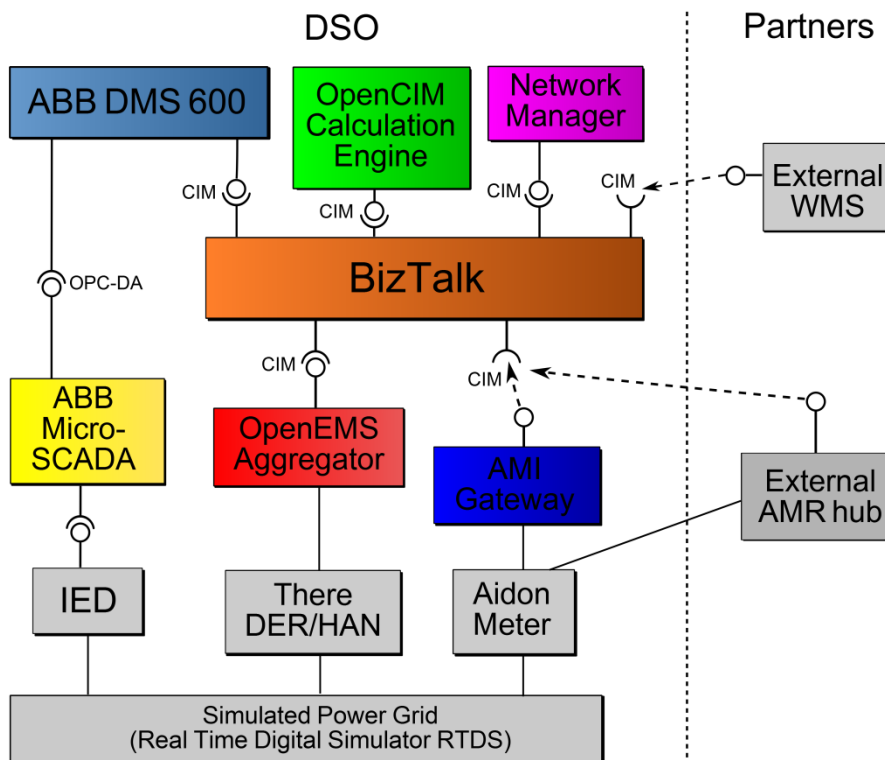 DSO
Partners
ABB DMS 600
OpenCIM
Calculation
Engine
Network
Manager
External
WMS
CIM
CIM
CIM
CIM
BizTalk
OPC-DA
CIM
CIM
ABB
Micro-
SCADA
OpenEMS
Aggregator
AMI
Gateway
External
AMR hub
IED
There
DER/HAN
Aidon
Meter
Simulated Power Grid
(Real Time Digital Simulator RTDS)